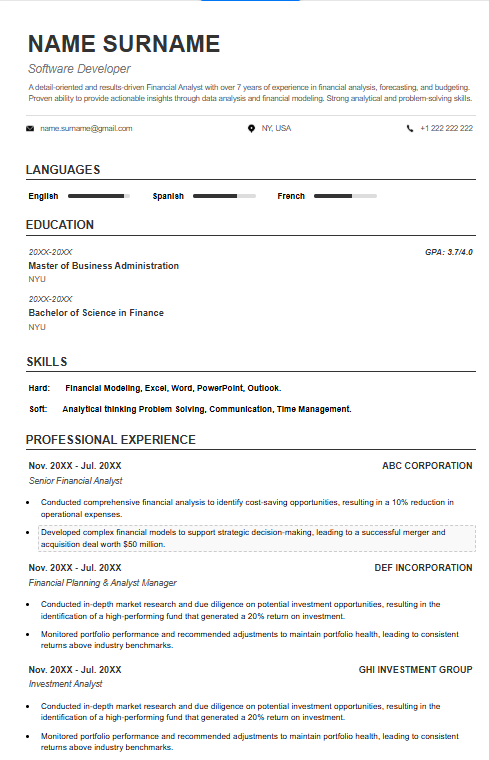 NAME SURNAME
Software Developer
A detail-oriented and results-driven Financial Analyst with over 7 years of experience in financial analysis, forecasting, and budgeting.
Proven ability to provide actionable insights through data analysis and financial modeling. Strong analytical and problem-solving skills.
name.surname@gmail.com NY, USA +1 222 222 222
LANGUAGES
English Spanish French
EDUCATION
20XX-20XX GPA: 3.7/4.0
Master of Business Administration
NYU
20XX-20XX
Bachelor of Science in Finance
NYU
SKILLS
Hard: Financial Modeling, Excel, Word, PowerPoint, Outlook.
Soft: Analytical thinking Problem Solving, Communication, Time Management.
PROFESSIONAL EXPERIENCE
Nov. 20XX - Jul. 20XX ABC CORPORATION
Senior Financial Analyst
• Conducted comprehensive financial analysis to identify cost-saving opportunities, resulting in a 10% reduction in
operational expenses.
• Developed complex financial models to support strategic decision-making, leading to a successful merger and
acquisition deal worth $50 million.
Nov. 20XX - Jul. 20XX DEF INCORPORATION
Financial Planning & Analyst Manager
• Conducted in-depth market research and due diligence on potential investment opportunities, resulting in the
identification of a high-performing fund that generated a 20% return on investment.
• Monitored portfolio performance and recommended adjustments to maintain portfolio health, leading to consistent
returns above industry benchmarks.
Nov. 20XX - Jul. 20XX GHI INVESTMENT GROUP
Investment Analyst
• Conducted in-depth market research and due diligence on potential investment opportunities, resulting in the
identification of a high-performing fund that generated a 20% return on investment.
• Monitored portfolio performance and recommended adjustments to maintain portfolio health, leading to consistent
returns above industry benchmarks.